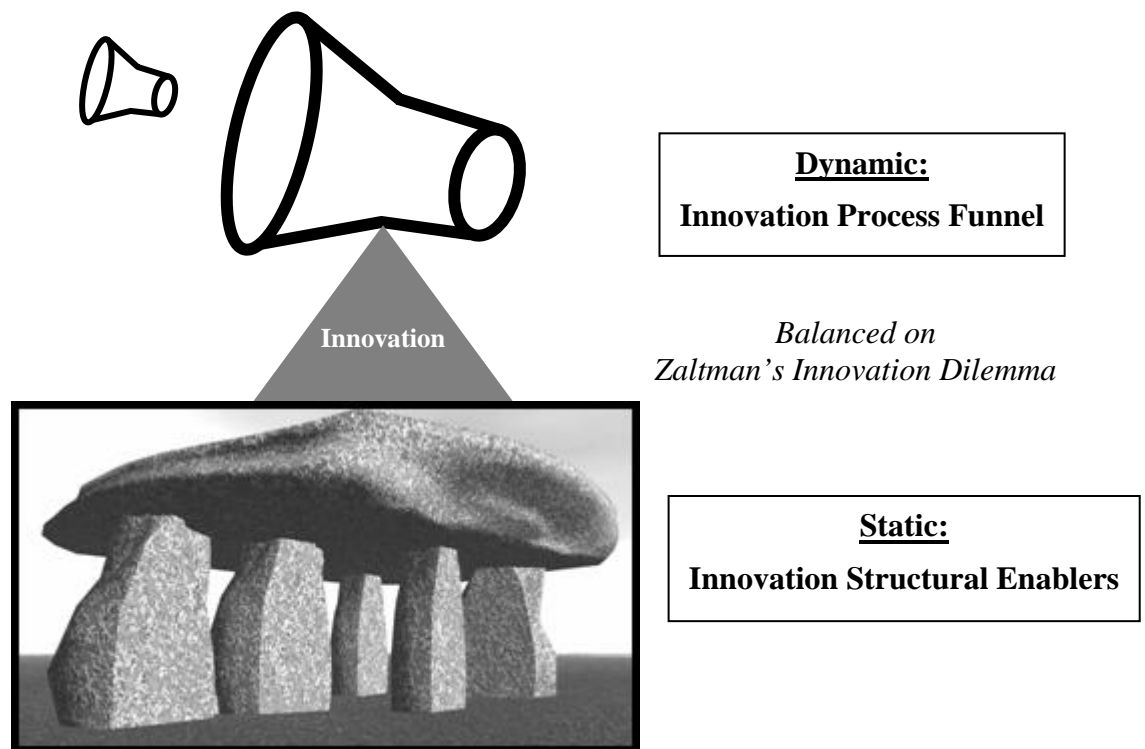 Dynamic:
Innovation Process Funnel
Innovation
Balanced on
Zaltman’s Innovation Dilemma
Static:
Innovation Structural Enablers